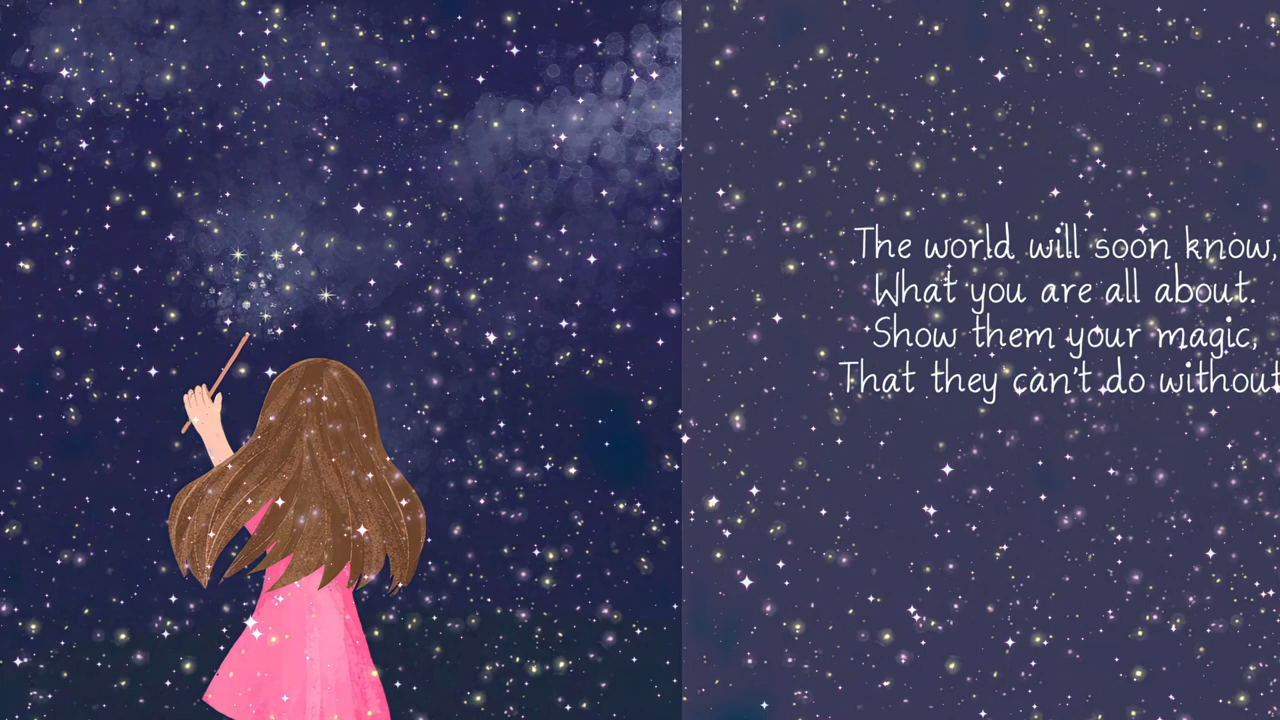 The world will soon know,
What you are all about.
Show them your magic,
That they can't do without